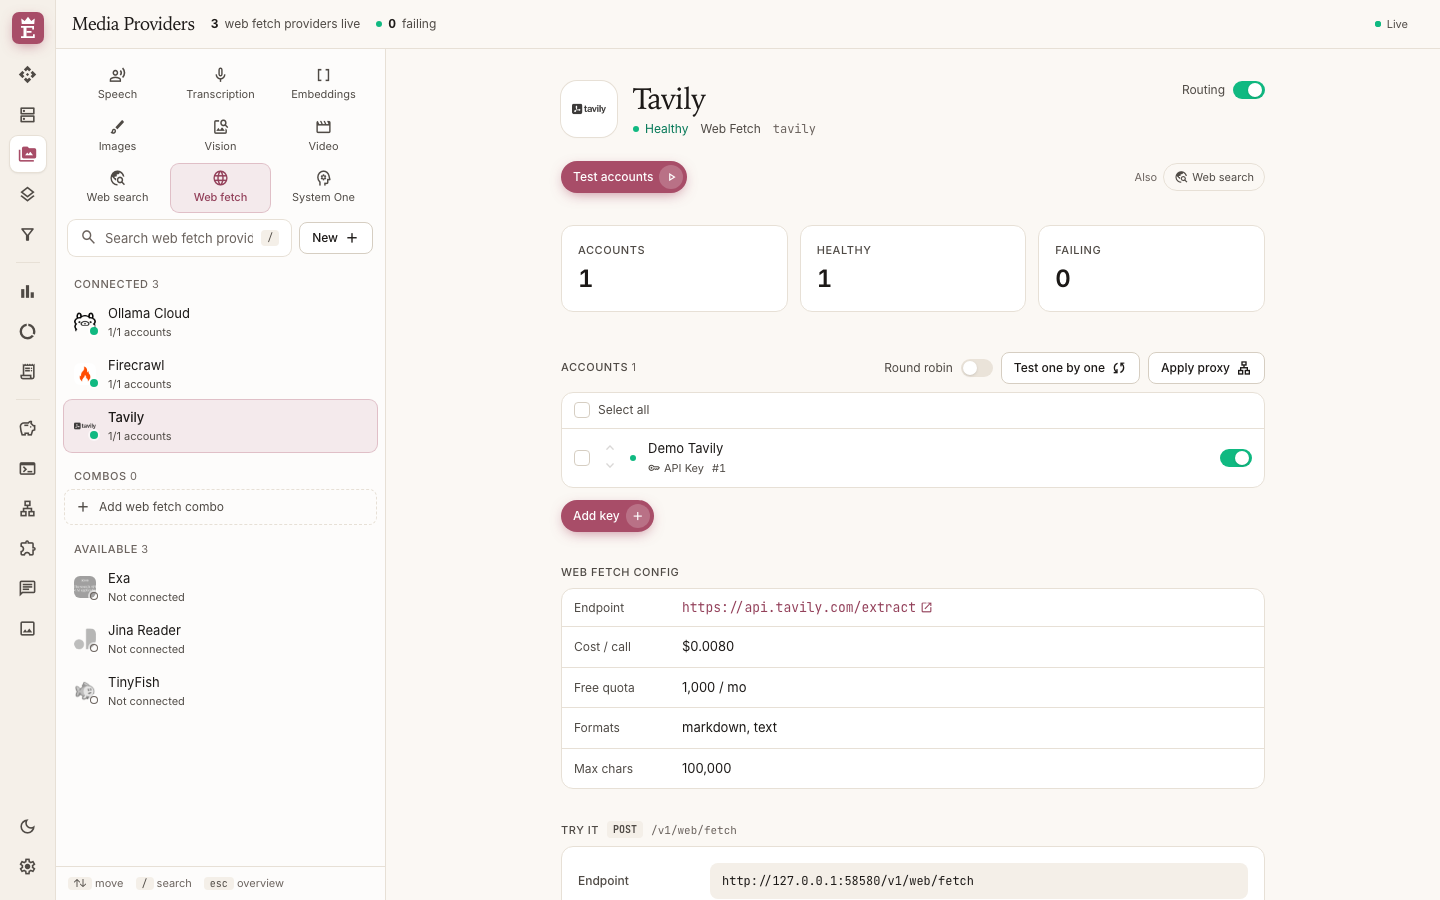 E
Media Providers
3 web fetch providers live
0 failing
Live
Speech
Transcription
Embeddings
Images
Vision
Video
Web search
Web fetch
System One
Search web fetch provid
/
New
CONNECTED 3
Ollama Cloud
1/1 accounts
Firecrawl
1/1 accounts
tavily
Tavily
1/1 accounts
COMBOS 0
Add web fetch combo
AVAILABLE 3
Exa
Not connected
Jina Reader
Not connected
TinyFish
Not connected
↑↓ move
/ search
esc overview
tavily
Tavily
Healthy
Web Fetch
tavily
Routing
Test accounts
Also
Web search
ACCOUNTS
1
HEALTHY
1
FAILING
0
ACCOUNTS 1
Round robin
Test one by one
Apply proxy
Select all
Demo Tavily
API Key #1
Add key
WEB FETCH CONFIG
Endpoint https://api.tavily.com/extract
Cost / call $0.0080
Free quota 1,000 / mo
Formats markdown, text
Max chars 100,000
TRY IT POST /v1/web/fetch
Endpoint http://127.0.0.1:58580/v1/web/fetch